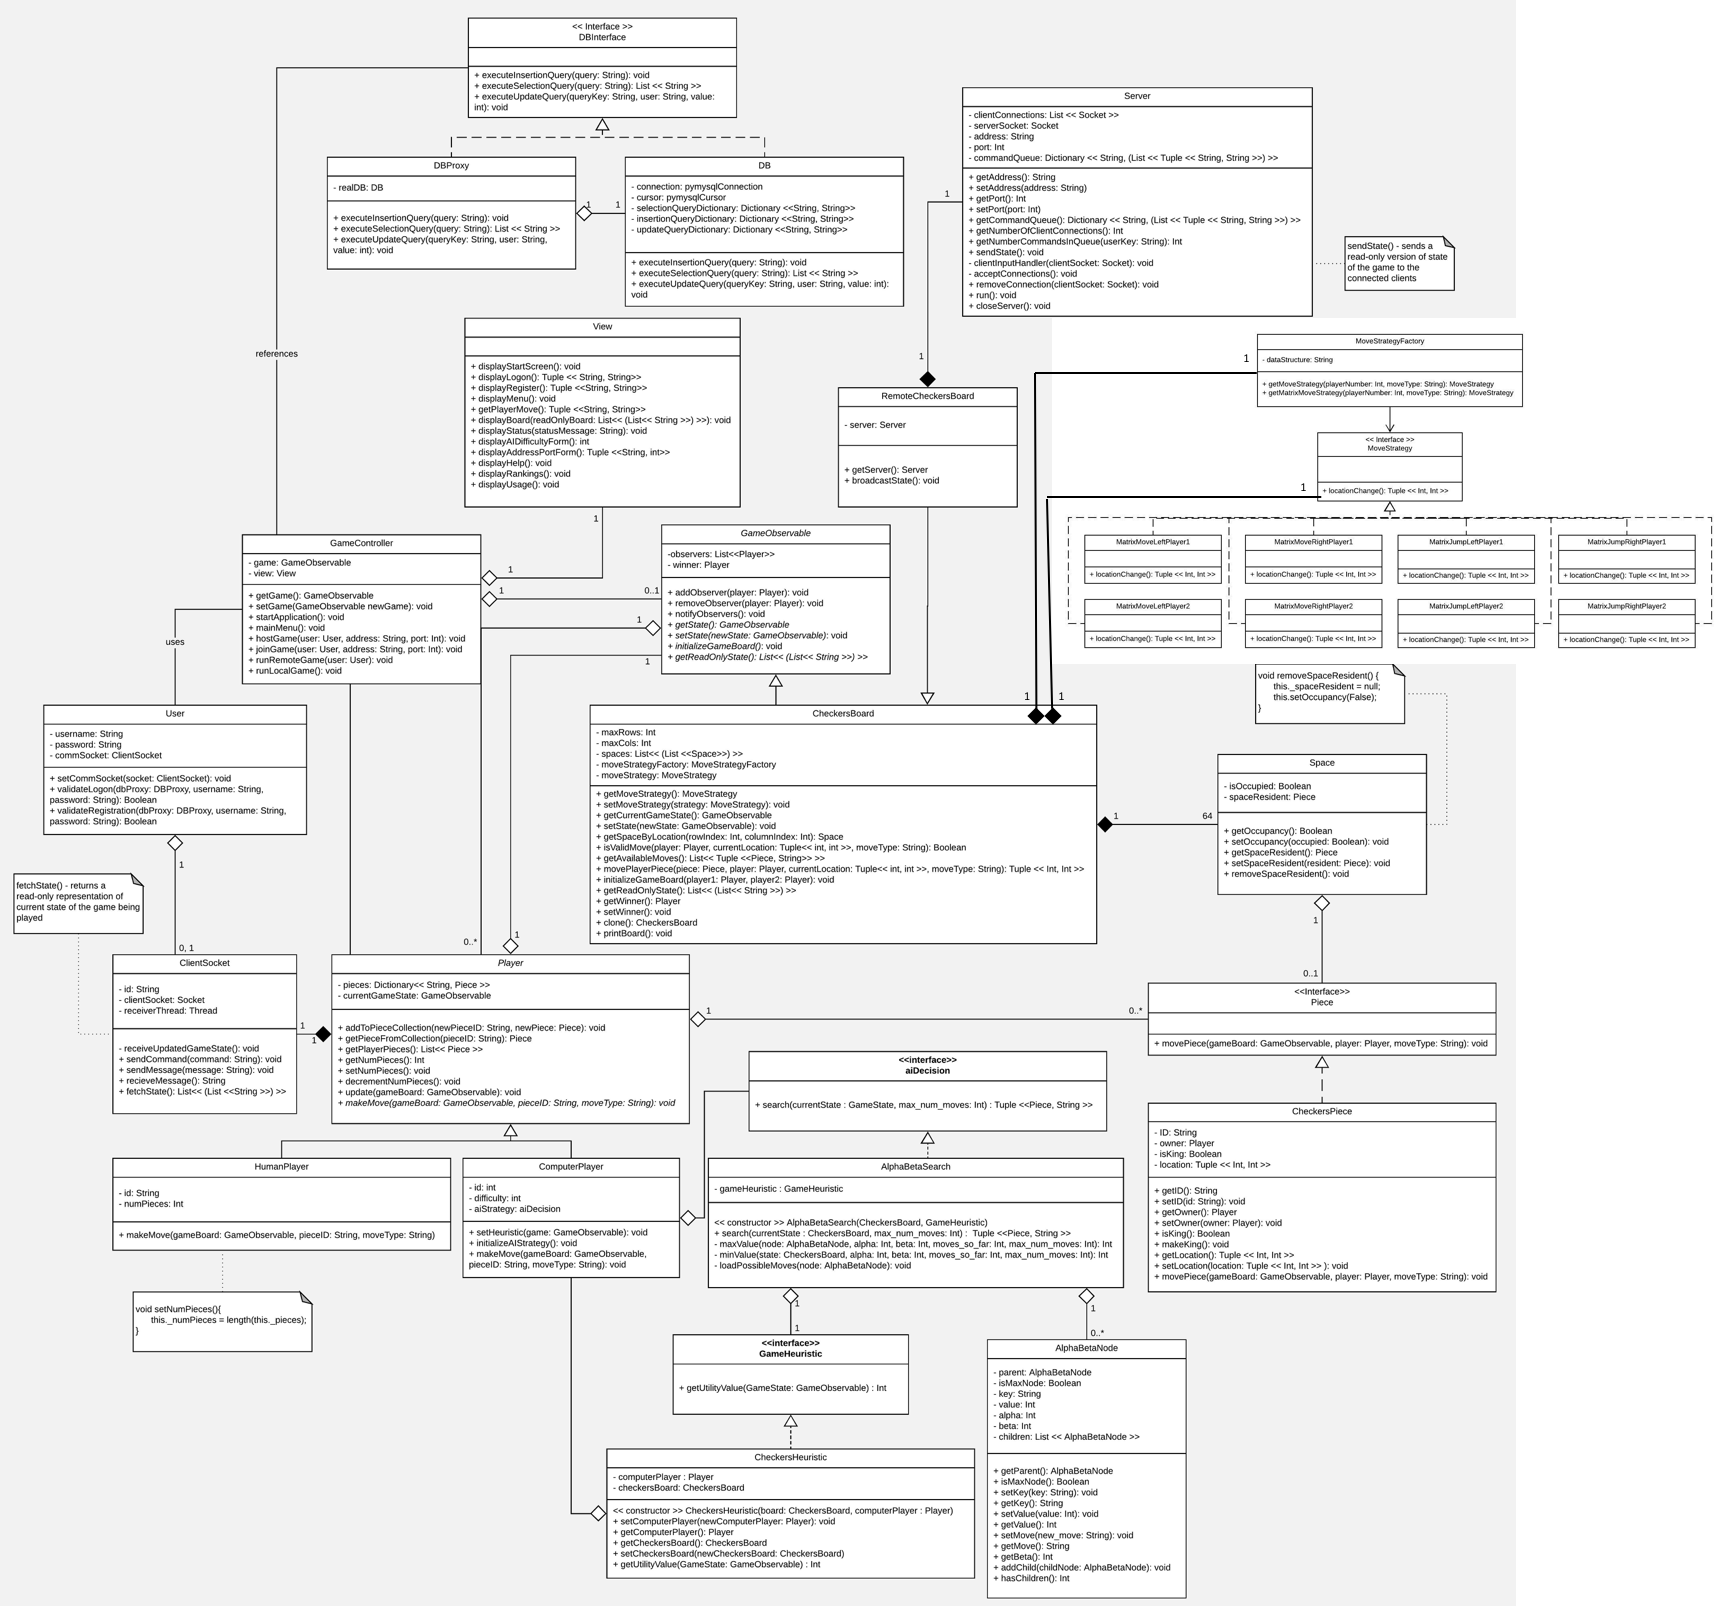 << Interface >>
DBInterface
+ executeInsertionQuery(query: String): void
+ executeSelectionQuery(query: String): List << String >>
+ executeUpdateQuery(queryKey: String, user: String, value:
int): void
DBProxy
- realDB: DB
+ executeInsertionQuery(query: String): void
+ executeSelectionQuery(query: String): List << String >>
+ executeUpdateQuery(queryKey: String, user: String,
value: int): void
1
1
DB
- connection: pymysqlConnection
- cursor: pymysqlCursor
- selectionQueryDictionary: Dictionary <<String, String>>
- insertionQueryDictionary: Dictionary <<String, String>>
- updateQueryDictionary: Dictionary <<String, String>>
+ executeInsertionQuery(query: String): void
+ executeSelectionQuery(query: String): List << String >>
+ executeUpdateQuery(queryKey: String, user: String, value: int):
void
Server
- clientConnections: List << Socket >>
- serverSocket: Socket
- address: String
- port: Int
- commandQueue: Dictionary << String, (List << Tuple << String, String >>) >>
+ getAddress(): String
+ setAddress(address: String)
+ getPort(): Int
+ setPort(port: Int)
+ getCommandQueue(): Dictionary << String, (List << Tuple << String, String >>) >>
+ getNumberOfClientConnections(): Int
+ getNumberCommandsInQueue(userKey: String): Int
+ sendState(): void
- clientInputHandler(clientSocket: Socket): void
- acceptConnections(): void
+ removeConnection(clientSocket: Socket): void
+ run(): void
+ closeServer(): void
1
1
sendState() - sends a
read-only version of state
of the game to the
connected clients
references
View
+ displayStartScreen(): void
+ displayLogon(): Tuple << String, String>>
+ displayRegister(): Tuple <<String, String>>
+ displayMenu(): void
+ getPlayerMove(): Tuple <<String, String>>
+ displayBoard(readOnlyBoard: List<< (List<< String >>) >>): void
+ displayStatus(statusMessage: String): void
+ displayAIDifficultyForm(): int
+ displayAddressPortForm(): Tuple <<String, int>>
+ displayHelp(): void
+ displayRankings(): void
+ displayUsage(): void
1
1
RemoteCheckersBoard
- server: Server
+ getServer(): Server
+ broadcastState(): void
MoveStrategyFactory
- dataStructure: String
+ getMoveStrategy(playerNumber: Int, moveType: String): MoveStrategy
+ getMatrixMoveStrategy(playerNumber: Int, moveType: String): MoveStrategy
1
<< Interface >>
MoveStrategy
+ locationChange(): Tuple << Int, Int >>
1
MatrixMoveLeftPlayer1
+ locationChange(): Tuple << Int, Int >>
MatrixMoveRightPlayer1
+ locationChange(): Tuple << Int, Int >>
MatrixJumpLeftPlayer1
+ locationChange(): Tuple << Int, Int >>
MatrixJumpRightPlayer1
+ locationChange(): Tuple << Int, Int >>
MatrixMoveLeftPlayer2
+ locationChange(): Tuple << Int, Int >>
MatrixMoveRightPlayer2
+ locationChange(): Tuple << Int, Int >>
MatrixJumpLeftPlayer2
+ locationChange(): Tuple << Int, Int >>
MatrixJumpRightPlayer2
+ locationChange(): Tuple << Int, Int >>
GameController
- game: GameObservable
- view: View
+ getGame(): GameObservable
+ setGame(GameObservable newGame): void
+ startApplication(): void
+ mainMenu(): void
+ hostGame(user: User, address: String, port: Int): void
+ joinGame(user: User, address: String, port: Int): void
+ runRemoteGame(user: User): void
+ runLocalGame(): void
1
0..1
1
1
GameObservable
-observers: List<<Player>>
- winner: Player
+ addObserver(player: Player): void
+ removeObserver(player: Player): void
+ notifyObservers(): void
+ getState(): GameObservable
+ setState(newState: GameObservable): void
+ initializeGameBoard(): void
+ getReadOnlyState(): List<< (List<< String >>) >>
uses
User
- username: String
- password: String
- commSocket: ClientSocket
+ setCommSocket(socket: ClientSocket): void
+ validateLogon(dbProxy: DBProxy, username: String,
password: String): Boolean
+ validateRegistration(dbProxy: DBProxy, username: String,
password: String): Boolean
1
0, 1
1
1
CheckersBoard
- maxRows: Int
- maxCols: Int
- spaces: List<< (List <<Space>>) >>
- moveStrategyFactory: MoveStrategyFactory
- moveStrategy: MoveStrategy
+ getMoveStrategy(): MoveStrategy
+ setMoveStrategy(strategy: MoveStrategy): void
+ getCurrentGameState(): GameObservable
+ setState(newState: GameObservable): void
+ getSpaceByLocation(rowIndex: Int, columnIndex: Int): Space
+ isValidMove(player: Player, currentLocation: Tuple<< int, int >>, moveType: String): Boolean
+ getAvailableMoves(): List<< Tuple <<Piece, String>> >>
+ movePlayerPiece(piece: Piece, player: Player, currentLocation: Tuple<< int, int >>, moveType: String): Tuple << Int, Int >>
+ initializeGameBoard(player1: Player, player2: Player): void
+ getReadOnlyState(): List<< (List<< String >>) >>
+ getWinner(): Player
+ setWinner(): void
+ clone(): CheckersBoard
+ printBoard(): void
1
64
void removeSpaceResident() {
this._spaceResident = null;
this.setOccupancy(False);
}
Space
- isOccupied: Boolean
- spaceResident: Piece
+ getOccupancy(): Boolean
+ setOccupancy(occupied: Boolean): void
+ getSpaceResident(): Piece
+ setSpaceResident(resident: Piece): void
+ removeSpaceResident(): void
1
0..1
fetchState() - returns a
read-only representation of
current state of the game being
played
ClientSocket
- id: String
- clientSocket: Socket
- receiverThread: Thread
- receiveUpdatedGameState(): void
+ sendCommand(command: String): void
+ sendMessage(message: String): void
+ recieveMessage(): String
+ fetchState(): List<< (List <<String >>) >>
1
1
0..*
1
Player
- pieces: Dictionary<< String, Piece >>
- currentGameState: GameObservable
+ addToPieceCollection(newPieceID: String, newPiece: Piece): void
+ getPieceFromCollection(pieceID: String): Piece
+ getPlayerPieces(): List<< Piece >>
+ getNumPieces(): Int
+ setNumPieces(): void
+ decrementNumPieces(): void
+ update(gameBoard: GameObservable): void
+ makeMove(gameBoard: GameObservable, pieceID: String, moveType: String): void
1
0..*
<<Interface>>
Piece
+ movePiece(gameBoard: GameObservable, player: Player, moveType: String): void
<<interface>>
aiDecision
+ search(currentState : GameState, max_num_moves: Int) : Tuple <<Piece, String >>
CheckersPiece
- ID: String
- owner: Player
- isKing: Boolean
- location: Tuple << Int, Int >>
+ getID(): String
+ setID(id: String): void
+ getOwner(): Player
+ setOwner(owner: Player): void
+ isKing(): Boolean
+ makeKing(): void
+ getLocation(): Tuple << Int, Int >>
+ setLocation(location: Tuple << Int, Int >> ): void
+ movePiece(gameBoard: GameObservable, player: Player, moveType: String): void
HumanPlayer
- id: String
- numPieces: Int
+ makeMove(gameBoard: GameObservable, pieceID: String, moveType: String)
void setNumPieces(){
this._numPieces = length(this._pieces);
}
ComputerPlayer
- id: int
- difficulty: int
- aiStrategy: aiDecision
+ setHeuristic(game: GameObservable): void
+ initializeAIStrategy(): void
+ makeMove(gameBoard: GameObservable,
pieceID: String, moveType: String): void
AlphaBetaSearch
- gameHeuristic : GameHeuristic
<< constructor >> AlphaBetaSearch(CheckersBoard, GameHeuristic)
+ search(currentState : CheckersBoard, max_num_moves: Int) : Tuple <<Piece, String >>
- maxValue(node: AlphaBetaNode, alpha: Int, beta: Int, moves_so_far: Int, max_num_moves: Int): Int
- minValue(state: CheckersBoard, alpha: Int, beta: Int, moves_so_far: Int, max_num_moves: Int): Int
- loadPossibleMoves(node: AlphaBetaNode): void
1
1
1
0..*
<<interface>>
GameHeuristic
+ getUtilityValue(GameState: GameObservable) : Int
CheckersHeuristic
- computerPlayer : Player
- checkersBoard: CheckersBoard
<< constructor >> CheckersHeuristic(board: CheckersBoard, computerPlayer : Player)
+ setComputerPlayer(newComputerPlayer: Player): void
+ getComputerPlayer(): Player
+ getCheckersBoard(): CheckersBoard
+ setCheckersBoard(newCheckersBoard: CheckersBoard)
+ getUtilityValue(GameState: GameObservable) : Int
AlphaBetaNode
- parent: AlphaBetaNode
- isMaxNode: Boolean
- key: String
- value: Int
- alpha: Int
- beta: Int
- children: List << AlphaBetaNode >>
+ getParent(): AlphaBetaNode
+ isMaxNode(): Boolean
+ setKey(key: String): void
+ getKey(): String
+ setValue(value: Int): void
+ getValue(): Int
+ setMove(new_move: String): void
+ getMove(): String
+ getBeta(): Int
+ addChild(childNode: AlphaBetaNode): void
+ hasChildren(): Int